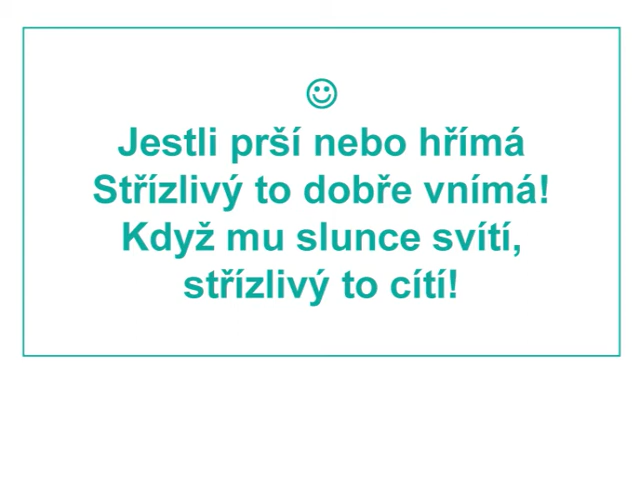 ☺
Jestli prší nebo hřímá
Střízlivý to dobře vnímá!
Když mu slunce svítí,
střízlivý to cítí!